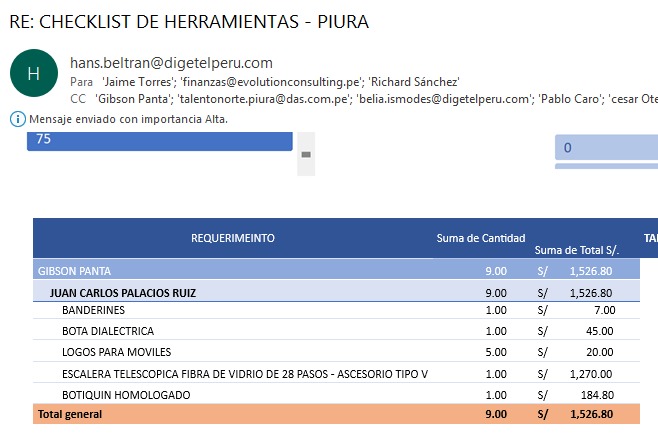 RE: CHECKLIST DE HERRAMIENTAS - PIURA
H
hans.beltran@digetelperu.com
Para 'Jaime Torres'; 'finanzas@evolutionconsulting.pe'; 'Richard Sánchez'
CC 'Gibson Panta'; 'talentonorte.piura@das.com.pe'; 'belia.ismodes@digetelperu.com'; 'Pablo Caro'; 'cesar Ote
Mensaje enviado con importancia Alta.
75
0
REQUERIMEINTO Suma de Cantidad Suma de Total S/. TAI
GIBSON PANTA 9.00 S/ 1,526.80
JUAN CARLOS PALACIOS RUIZ 9.00 S/ 1,526.80
BANDERINES 1.00 S/ 7.00
BOTA DIALECTRICA 1.00 S/ 45.00
LOGOS PARA MOVILES 5.00 S/ 20.00
ESCALERA TELESCOPICA FIBRA DE VIDRIO DE 28 PASOS - ASCESORIO TIPO V 1.00 S/ 1,270.00
BOTIQUIN HOMOLOGADO 1.00 S/ 184.80
Total general 9.00 S/ 1,526.80